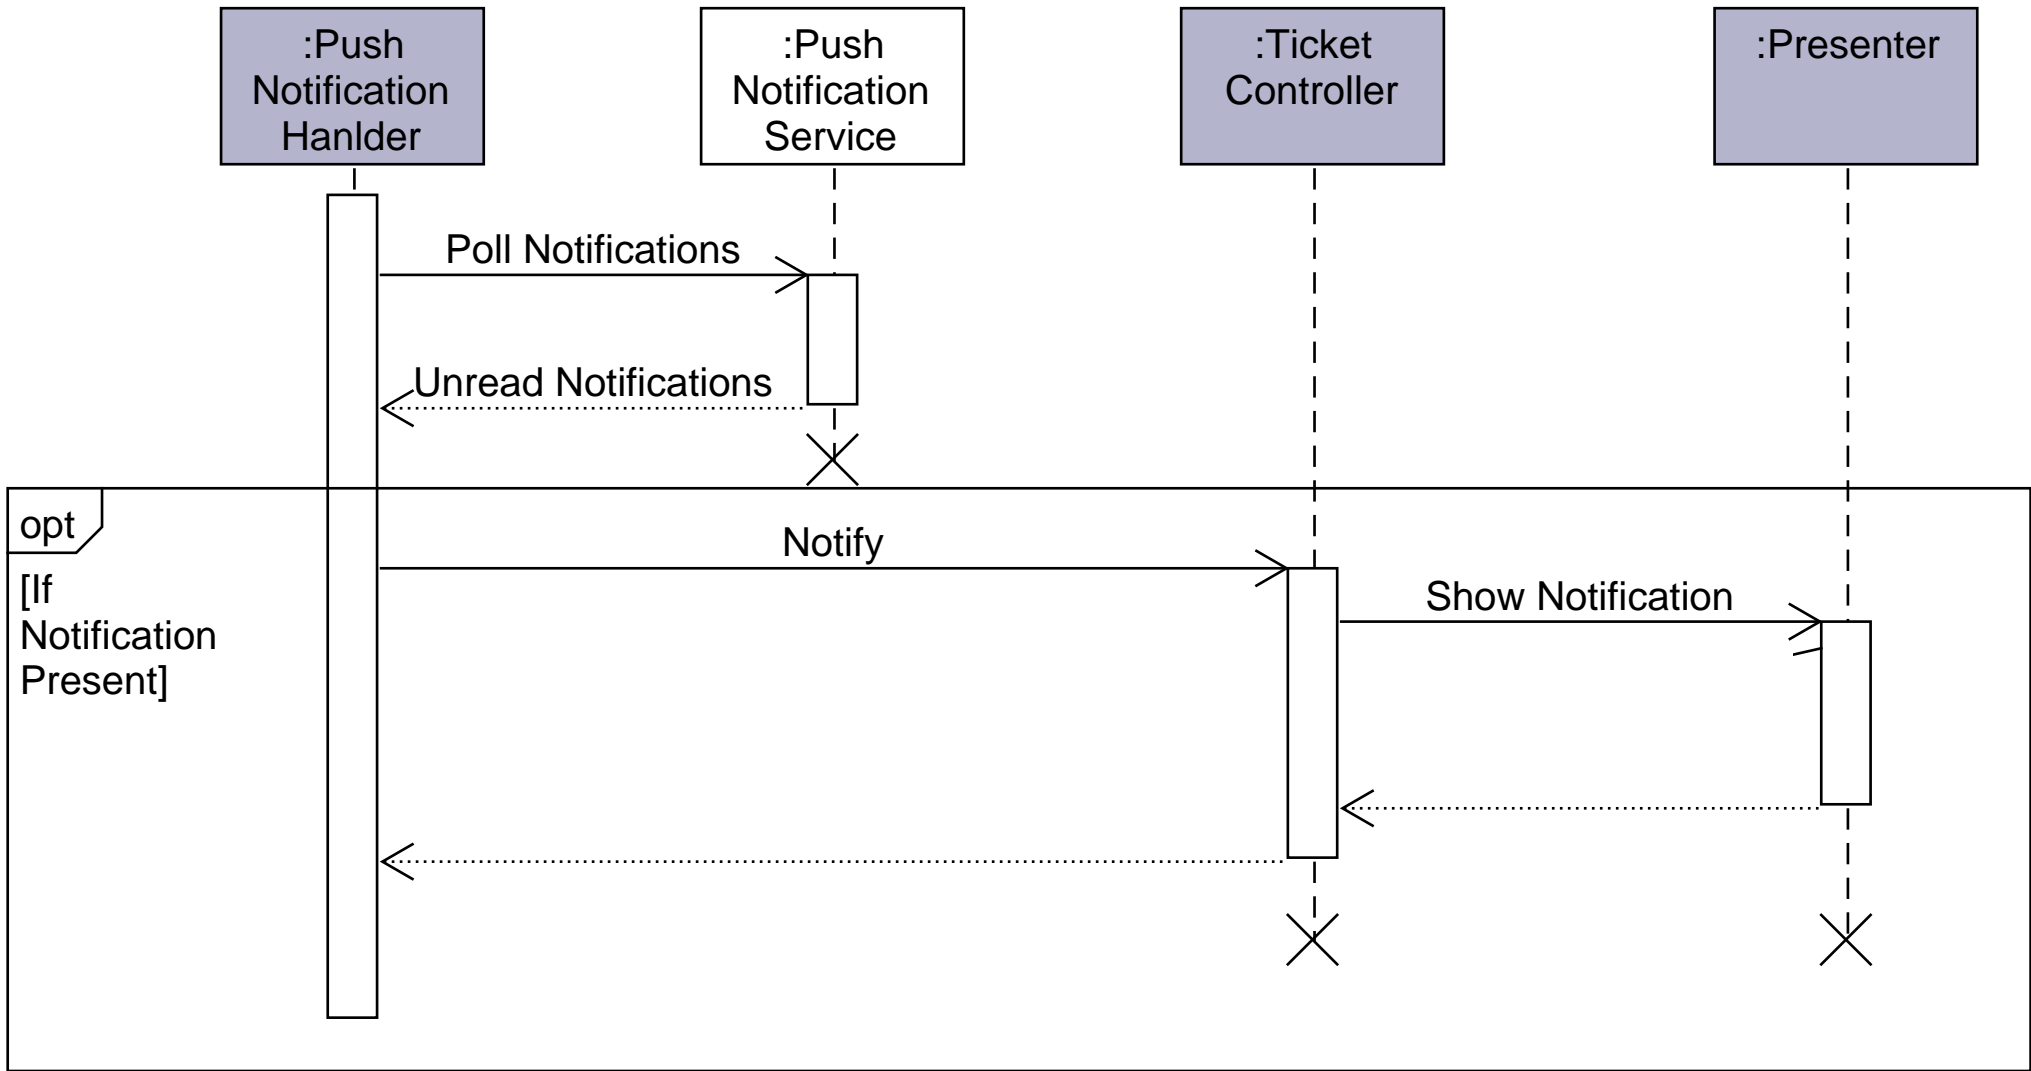 :Push
Notification
Hanlder
:Push
Notification
Service
:Ticket
Controller
:Presenter
Poll Notifications
Unread Notifications
opt
[If
Notification
Present]
Notify
Show Notification